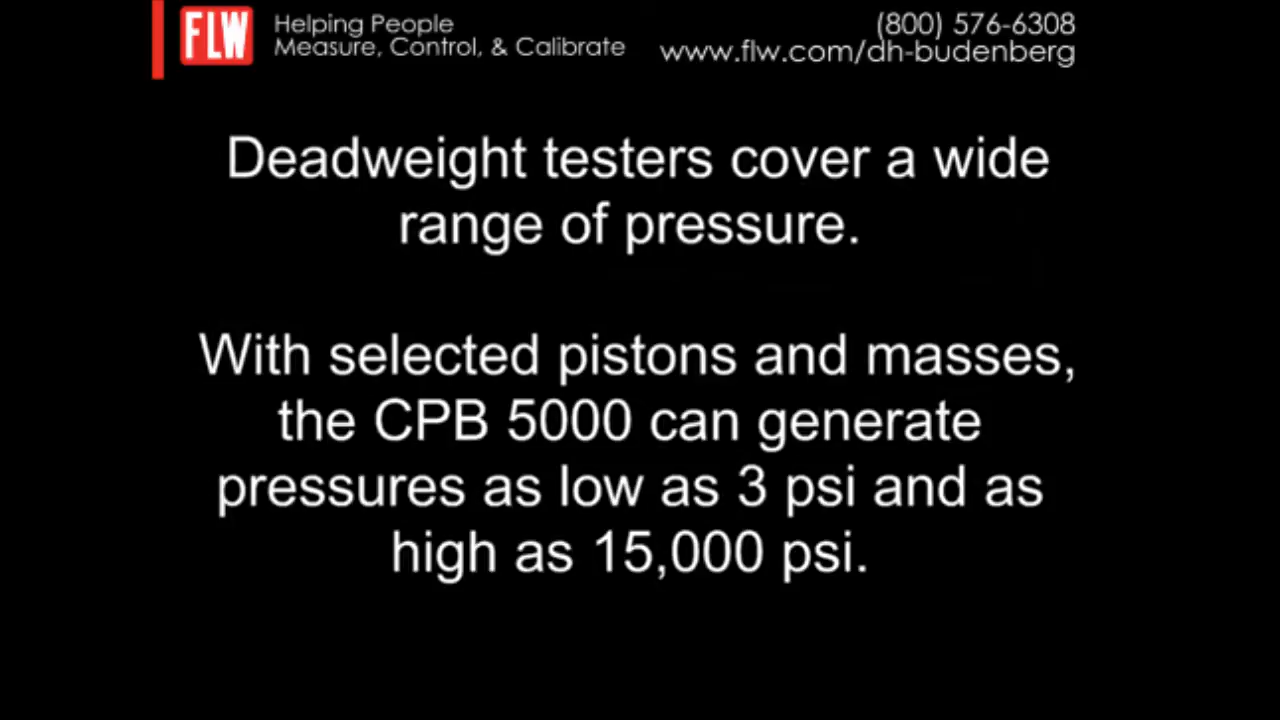 FLW
Helping People
Measure, Control, & Calibrate
(800) 576-6308
www.flw.com/dh-budenberg
Deadweight testers cover a wide
range of pressure.
With selected pistons and masses,
the CPB 5000 can generate
pressures as low as 3 psi and as
high as 15,000 psi.